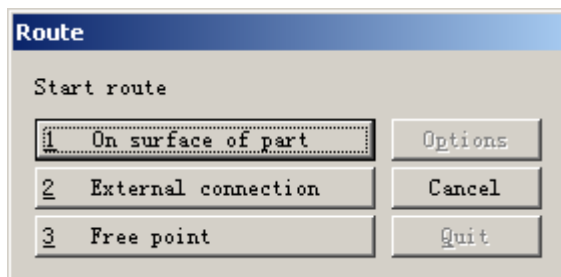 Route
Start route
1 On surface of part
Options
2 External connection
Cancel
3 Free point
Quit